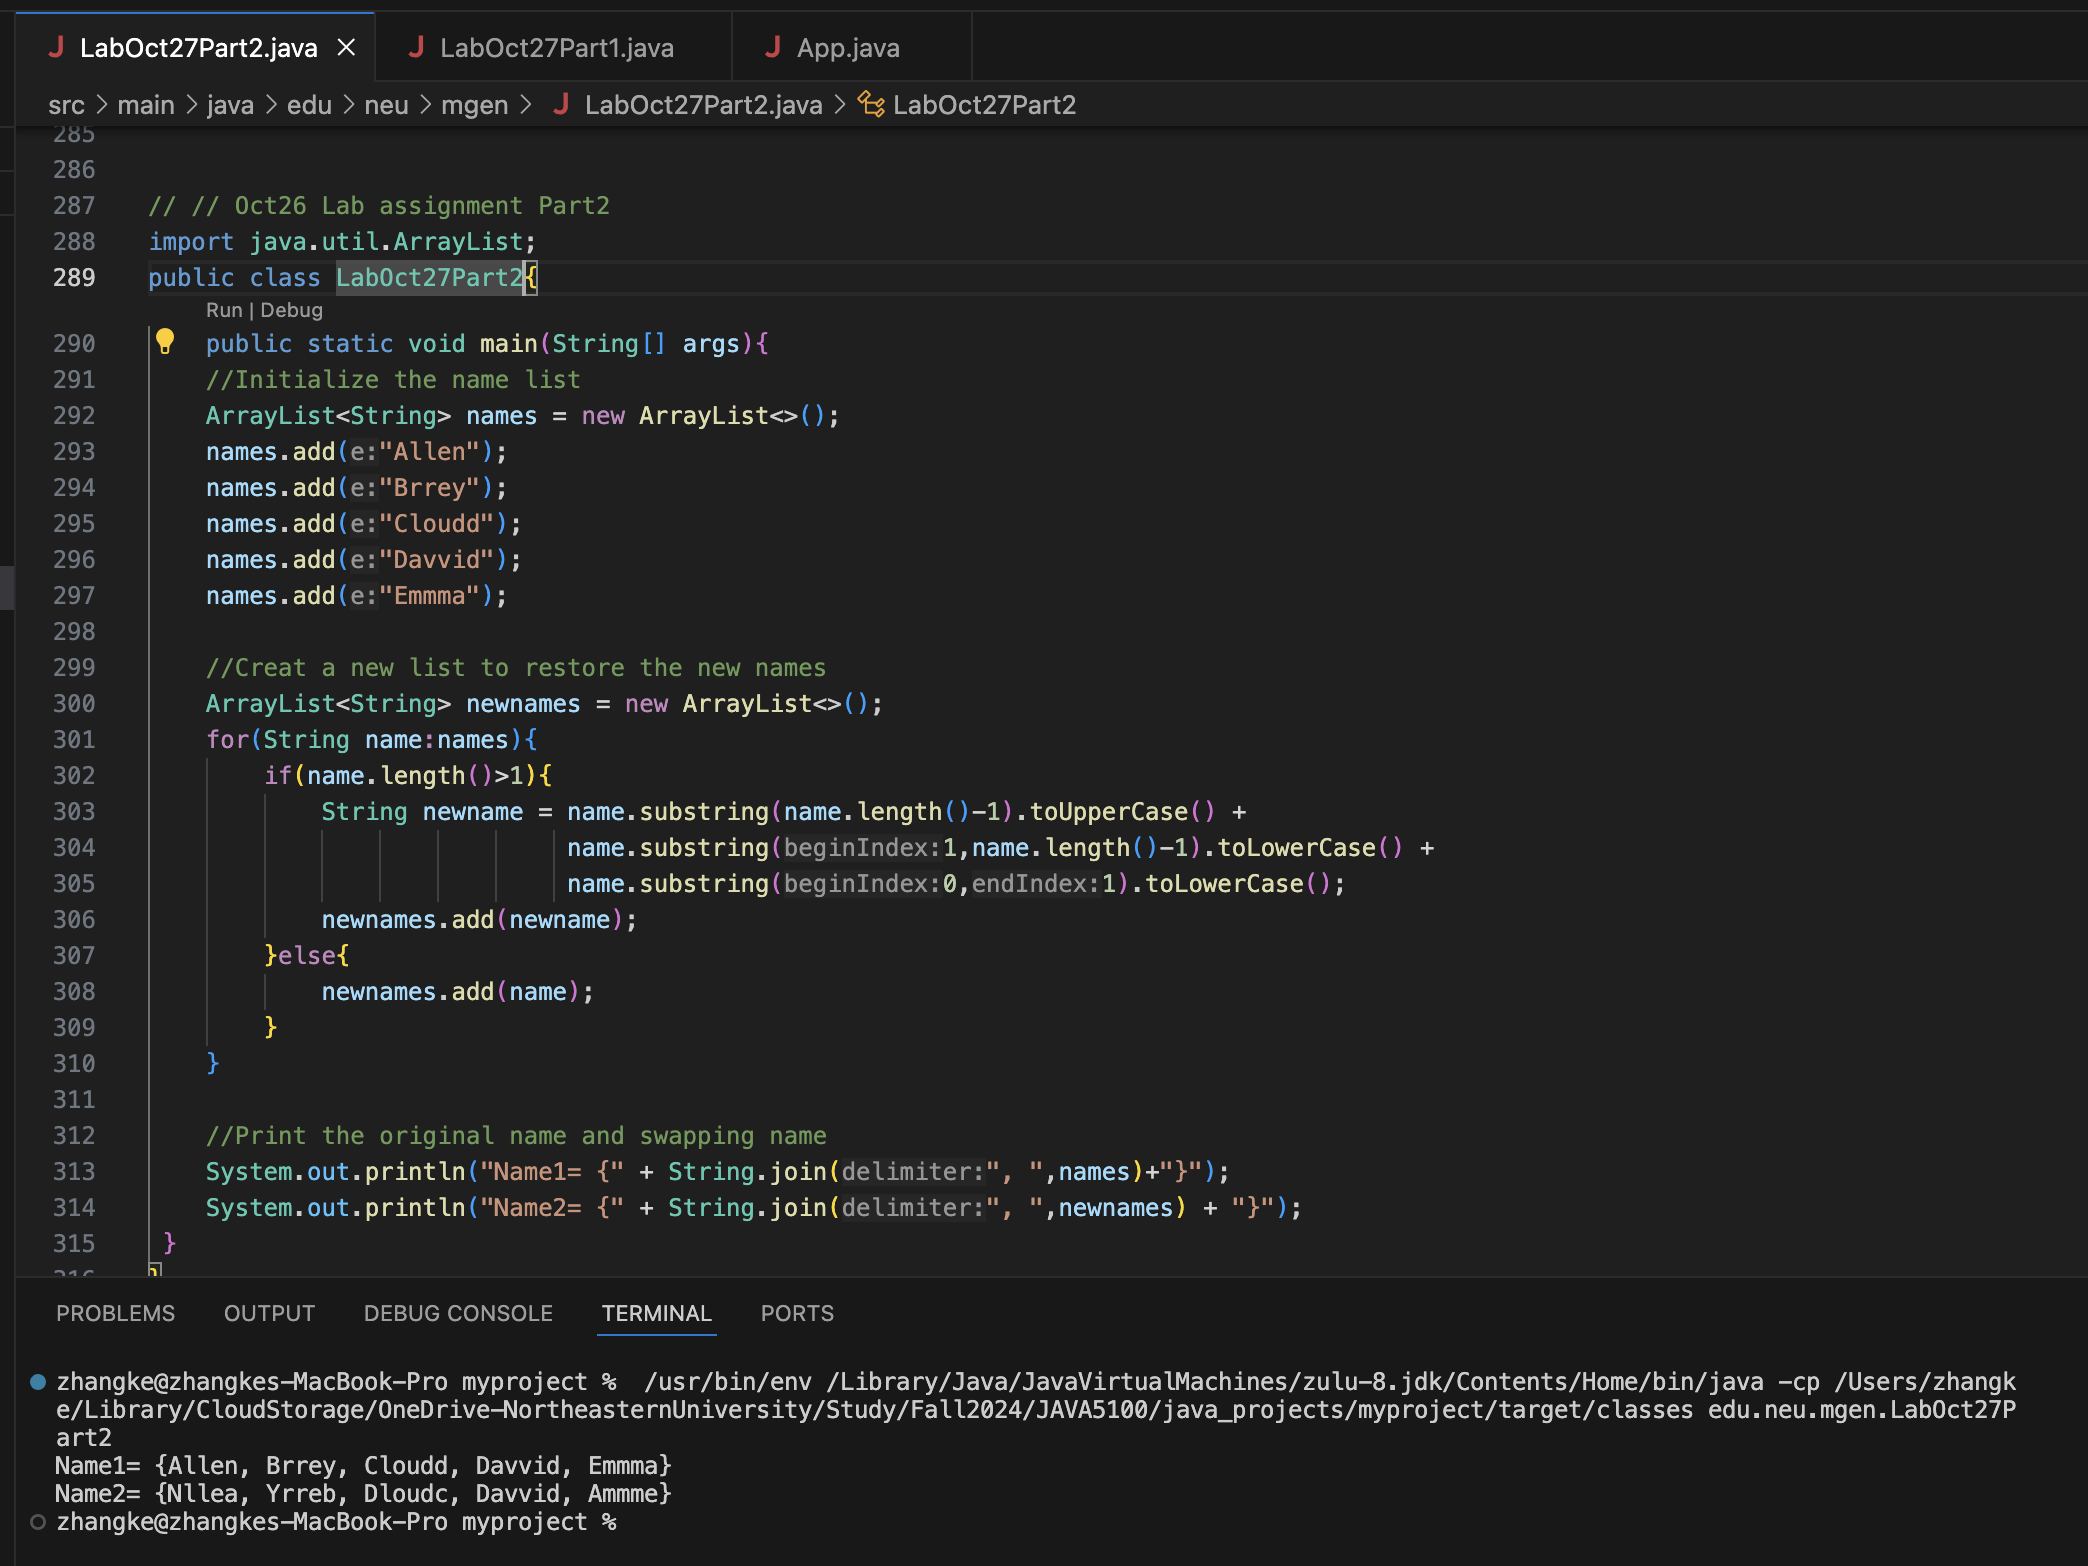 LabOct27Part2.java LabOct27Part1.java App.java
src > main > java > edu > neu > mgen > LabOct27Part2.java > LabOct27Part2
285
286
287 // // Oct26 Lab assignment Part2
288 import java.util.ArrayList;
289 public class LabOct27Part2{
Run | Debug
290 public static void main(String[] args){
291 //Initialize the name list
292 ArrayList<String> names = new ArrayList<>();
293 names.add(e:"Allen");
294 names.add(e:"Brrey");
295 names.add(e:"Cloudd");
296 names.add(e:"Davvid");
297 names.add(e:"Emmma");
298
299 //Creat a new list to restore the new names
300 ArrayList<String> newnames = new ArrayList<>();
301 for(String name:names){
302 if(name.length()>1){
303 String newname = name.substring(name.length()-1).toUpperCase() +
304 name.substring(beginIndex:1,name.length()-1).toLowerCase() +
305 name.substring(beginIndex:0,endIndex:1).toLowerCase();
306 newnames.add(newname);
307 }else{
308 newnames.add(name);
309 }
310 }
311
312 //Print the original name and swapping name
313 System.out.println("Name1= {" + String.join(delimiter:", ",names)+"}");
314 System.out.println("Name2= {" + String.join(delimiter:", ",newnames) + "}");
315 }
316 }
PROBLEMS OUTPUT DEBUG CONSOLE TERMINAL PORTS
zhangke@zhangkes-MacBook-Pro myproject % /usr/bin/env /Library/Java/JavaVirtualMachines/zulu-8.jdk/Contents/Home/bin/java -cp /Users/zhangk
e/Library/CloudStorage/OneDrive-NortheasternUniversity/Study/Fall2024/JAVA5100/java_projects/myproject/target/classes edu.neu.mgen.LabOct27P
art2
Name1= {Allen, Brrey, Cloudd, Davvid, Emmma}
Name2= {Nllea, Yrreb, Dloudc, Davvid, Ammme}
zhangke@zhangkes-MacBook-Pro myproject %